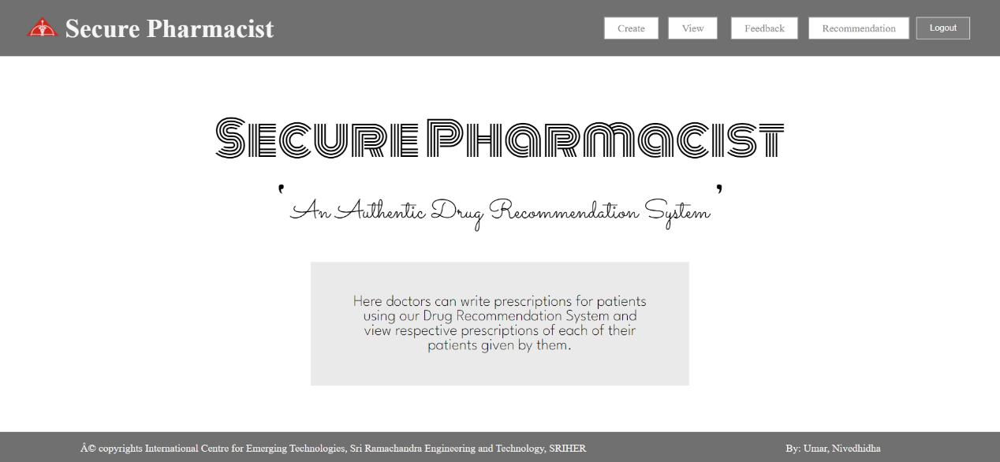 Secure Pharmacist
Create View Feedback Recommendation Logout
Secure Pharmacist
❜ An Authentic Drug Recommendation System ❜
Here doctors can write prescriptions for patients
using our Drug Recommendation System and
view respective prescriptions of each of their
patients given by them.
Â© copyrights International Centre for Emerging Technologies, Sri Ramachandra Engineering and Technology, SRIHER By: Umar, Nivedhidha